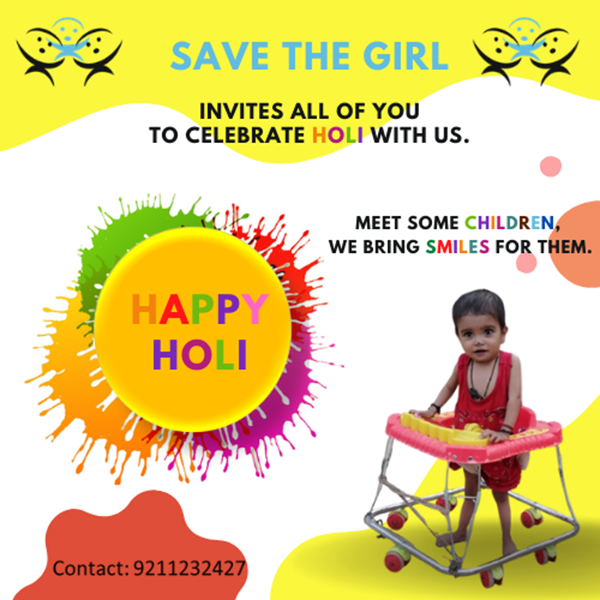 SAVE THE GIRL
INVITES ALL OF YOU
TO CELEBRATE HOLI WITH US.
MEET SOME CHILDREN,
WE BRING SMILES FOR THEM.
HAPPY
HOLI
Contact: 9211232427